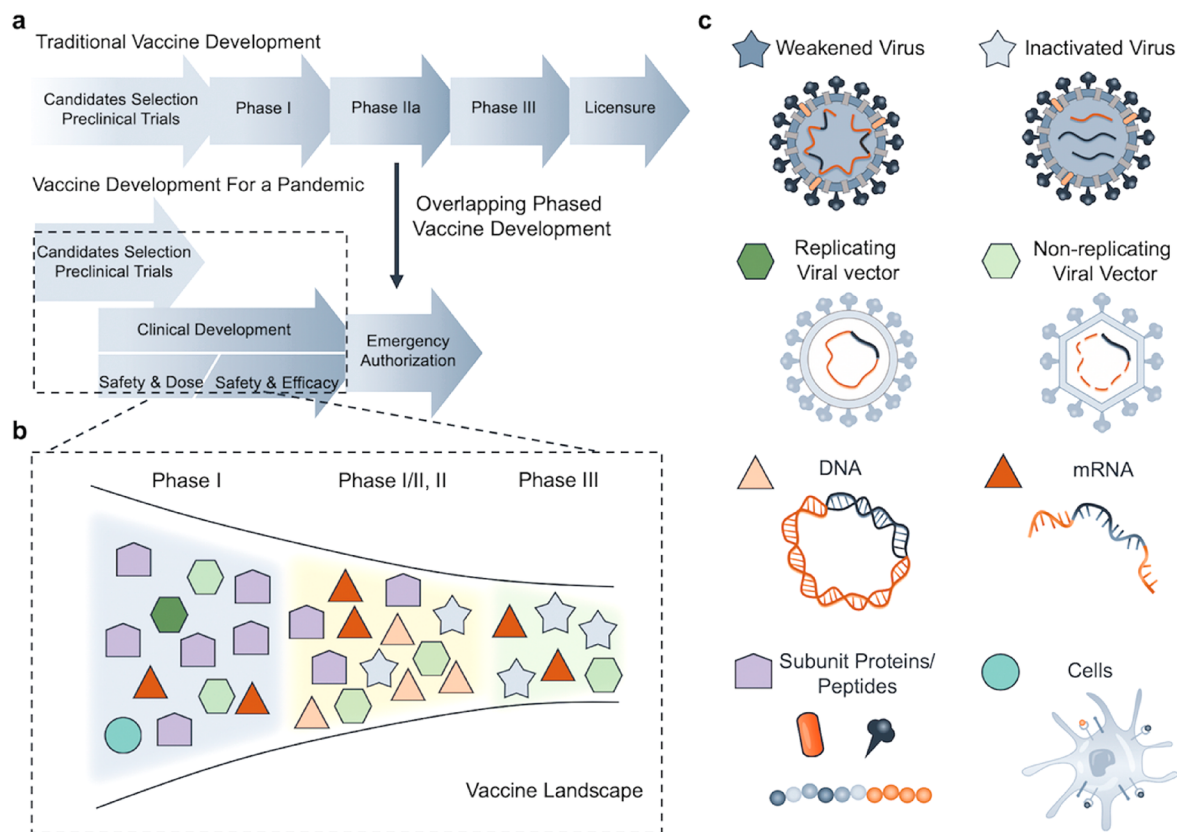 a
Traditional Vaccine Development
Candidates Selection
Preclinical Trials
Phase I
Phase IIa
Phase III
Licensure
Vaccine Development For a Pandemic
Overlapping Phased
Vaccine Development
Candidates Selection
Preclinical Trials
Clinical Development
Safety & Dose
Safety & Efficacy
Emergency
Authorization
b
Phase I
Phase I/II, II
Phase III
Vaccine Landscape
c
Weakened Virus
Inactivated Virus
Replicating
Viral vector
Non-replicating
Viral Vector
DNA
mRNA
Subunit Proteins/
Peptides
Cells